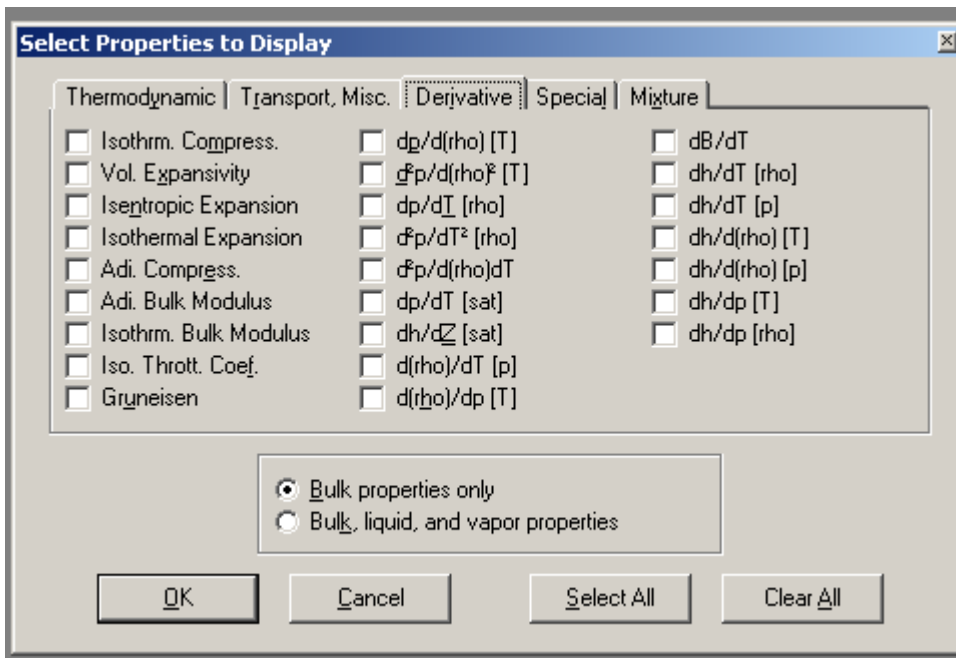 Select Properties to Display
Thermodynamic Transport, Misc. Derivative Special Mixture
Isothrm. Compress.
Vol. Expansivity
Isentropic Expansion
Isothermal Expansion
Adi. Compress.
Adi. Bulk Modulus
Isothrm. Bulk Modulus
Iso. Thrott. Coef.
Gruneisen
dp/d(rho) [T]
d²p/d(rho)² [T]
dp/dT [rho]
d²p/dT² [rho]
d²p/d(rho)dT
dp/dT [sat]
dh/dZ [sat]
d(rho)/dT [p]
d(rho)/dp [T]
dB/dT
dh/dT [rho]
dh/dT [p]
dh/d(rho) [T]
dh/d(rho) [p]
dh/dp [T]
dh/dp [rho]
Bulk properties only
Bulk, liquid, and vapor properties
OK Cancel Select All Clear All